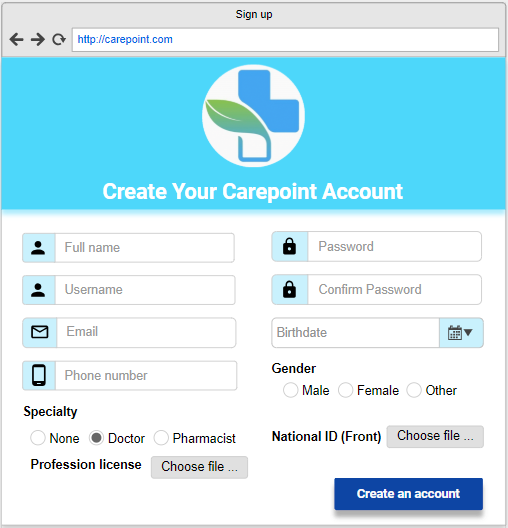 Sign up
http://carepoint.com
Create Your Carepoint Account
Full name
Password
Username
Confirm Password
Email
Birthdate
Phone number
Gender
Male Female Other
Specialty
None Doctor Pharmacist
National ID (Front) Choose file ...
Profession license Choose file ...
Create an account